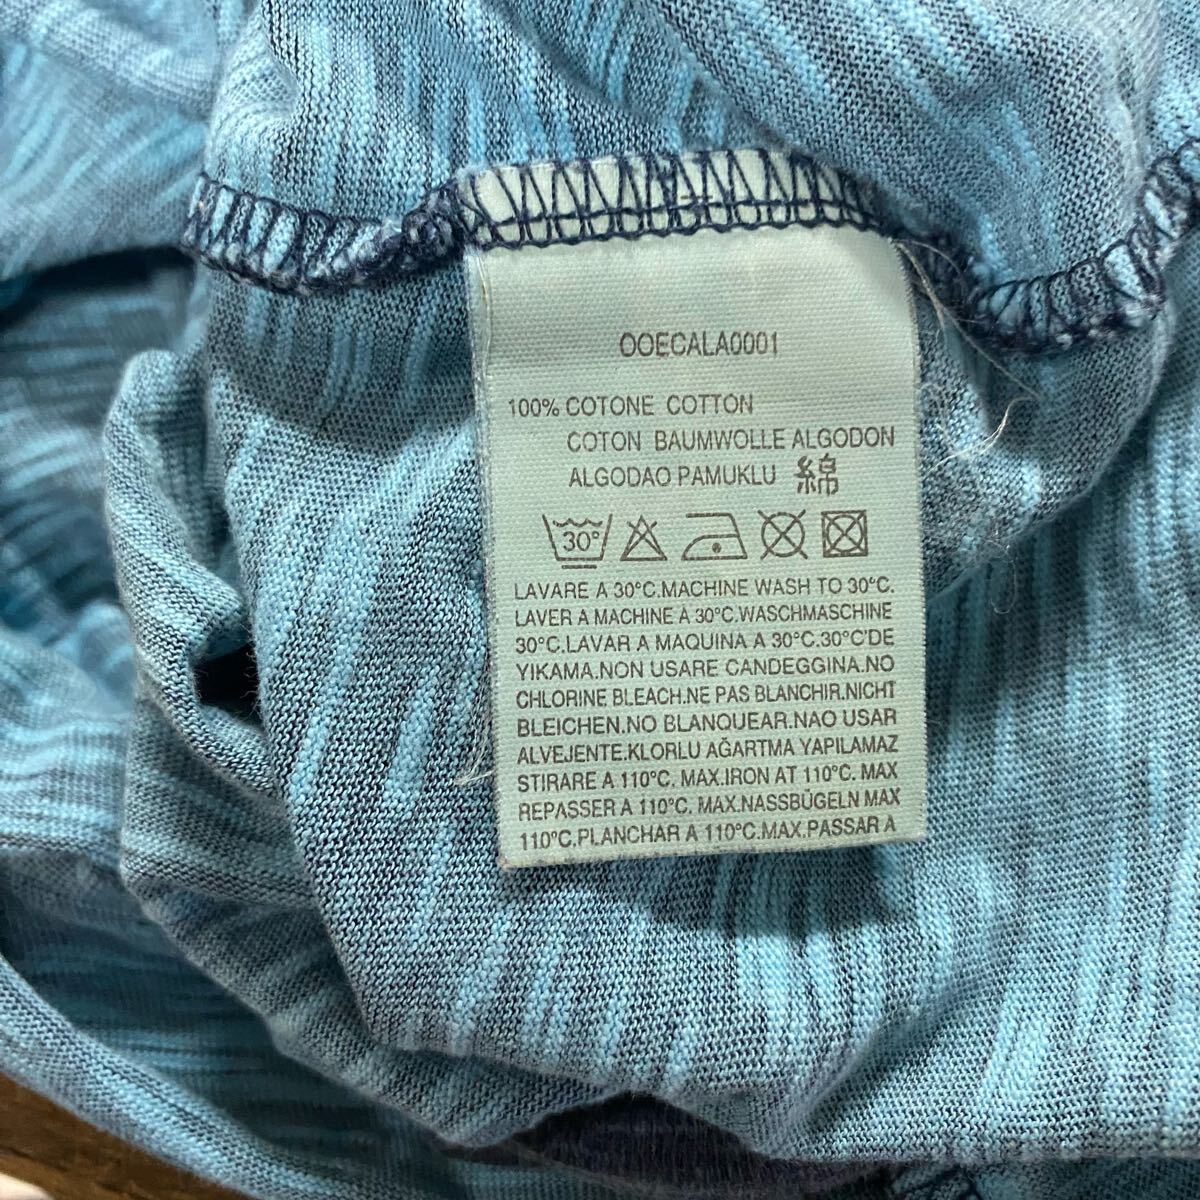 OOECALA0001
100% COTONE COTTON
COTON BAUMWOLLE ALGODON
ALGODAO PAMUKLU 綿
30°
LAVARE A 30°C.MACHINE WASH TO 30°C.
LAVER A MACHINE A 30°C.WASCHMASCHINE
30°C.LAVAR A MAQUINA A 30°C.30°C'DE
YIKAMA.NON USARE CANDEGGINA.NO
CHLORINE BLEACH.NE PAS BLANCHIR.NICHT
BLEICHEN.NO BLANQUEAR.NAO USAR
ALVEJENTE.KLORLU AĞARTMA YAPILAMAZ
STIRARE A 110°C. MAX.IRON AT 110°C. MAX
REPASSER A 110°C. MAX.NASSBÜGELN MAX
110°C.PLANCHAR A 110°C.MAX.PASSAR A